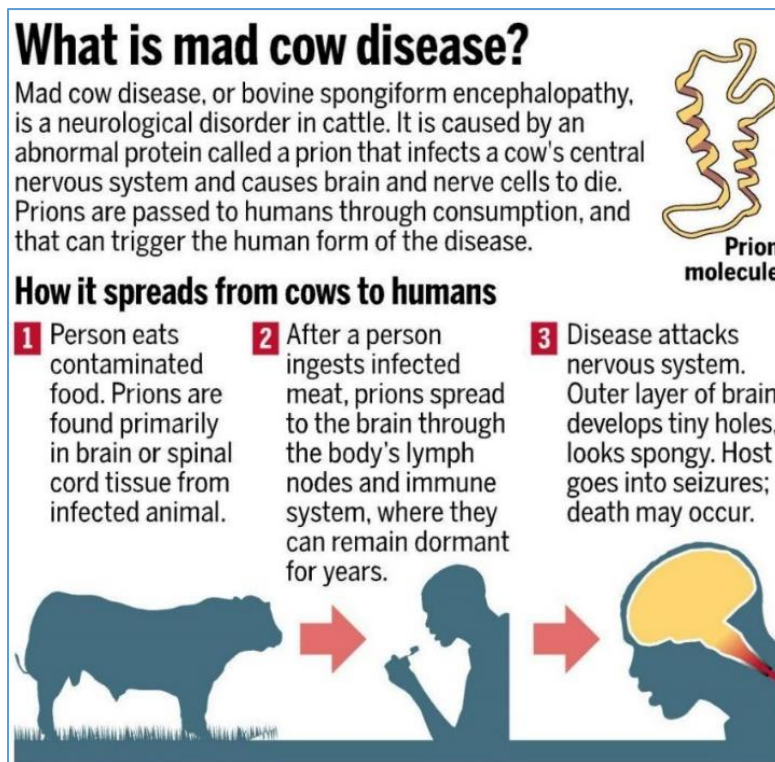 What is mad cow disease?
Mad cow disease, or bovine spongiform encephalopathy,
is a neurological disorder in cattle. It is caused by an
abnormal protein called a prion that infects a cow's central
nervous system and causes brain and nerve cells to die.
Prions are passed to humans through consumption, and
that can trigger the human form of the disease.
Prion
molecule
How it spreads from cows to humans
1 Person eats
contaminated
food. Prions are
found primarily
in brain or spinal
cord tissue from
infected animal.
2 After a person
ingests infected
meat, prions spread
to the brain through
the body's lymph
nodes and immune
system, where they
can remain dormant
for years.
3 Disease attacks
nervous system.
Outer layer of brain
develops tiny holes,
looks spongy. Host
goes into seizures;
death may occur.